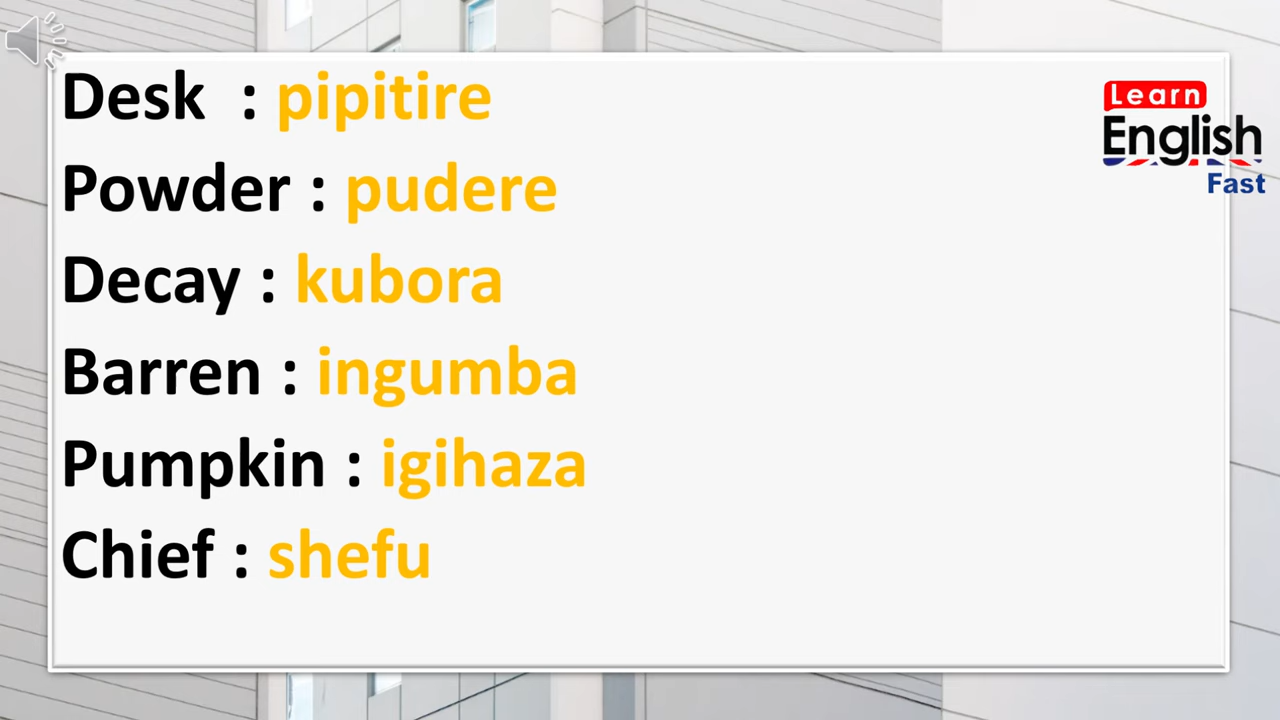 Desk : pipitire
Powder : pudere
Decay : kubora
Barren : ingumba
Pumpkin : igihaza
Chief : shefu
Learn
English
Fast